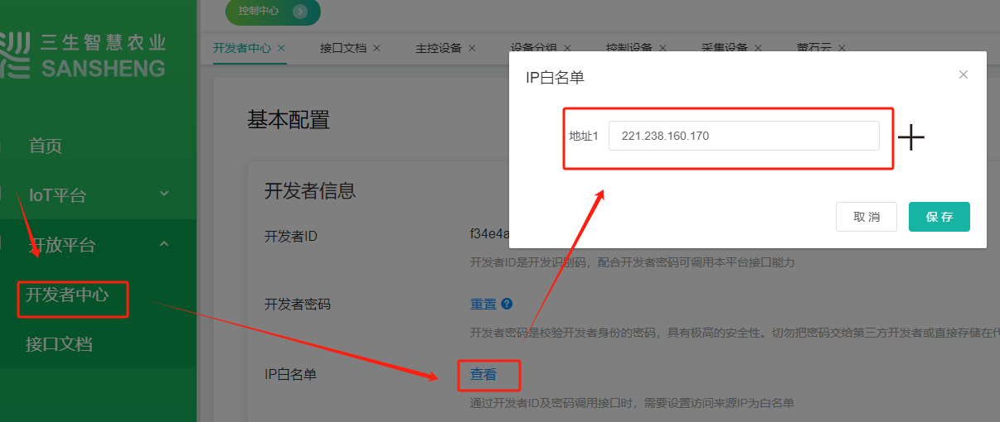 控制中心
三生智慧农业
SANSHENG
开发者中心 × 接口文档 × 主控设备 × 设备分组 × 控制设备 × 采集设备 × 萤石云 ×
首页
IoT平台
开放平台
开发者中心
接口文档
基本配置
开发者信息
开发者ID
f34e4a
开发者ID是开发识别码，配合开发者密码可调用本平台接口能力
开发者密码
重置
开发者密码是校验开发者身份的密码，具有极高的安全性。切勿把密码交给第三方开发者或直接存储在代
IP白名单
查看
通过开发者ID及密码调用接口时，需要设置访问来源IP为白名单
IP白名单
地址1
221.238.160.170
取消
保存